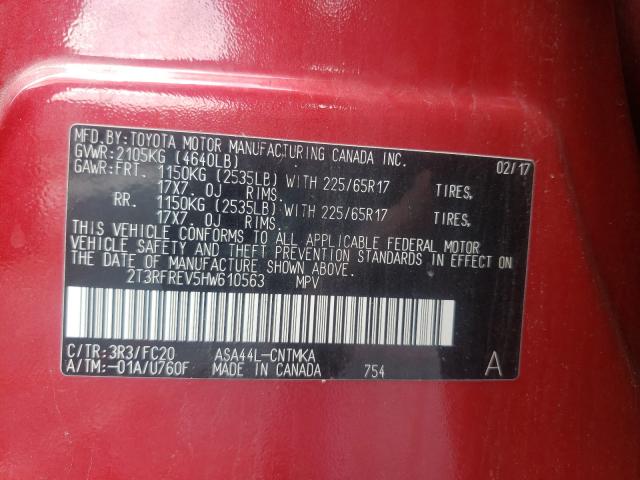 MFD. BY: TOYOTA MOTOR MANUFACTURING CANADA INC. 02/17
GVWR: 2105KG (4640LB)
GAWR: FRT. 1150KG (2535LB) WITH 225/65R17 TIRES,
17X7. 0J RIMS.
RR. 1150KG (2535LB) WITH 225/65R17 TIRES,
17X7. 0J RIMS.
THIS VEHICLE CONFORMS TO ALL APPLICABLE FEDERAL MOTOR
VEHICLE SAFETY AND THEFT PREVENTION STANDARDS IN EFFECT ON
THE DATE OF MANUFACTURE SHOWN ABOVE.
2T3RFREV5HW610563 MPV
C/TR: 3R3/FC20 ASA44L-CNTMKA
A/TM: -01A/U760F MADE IN CANADA 754 A